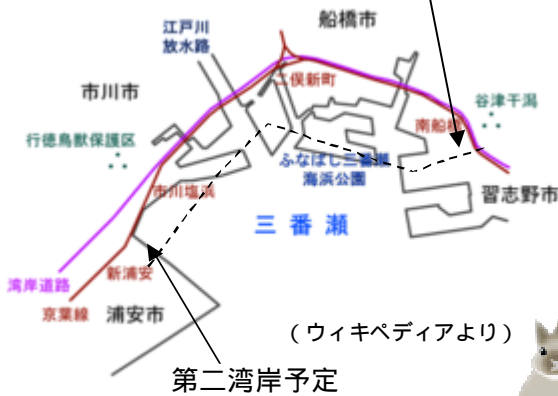 船橋市
江戸川
放水路
二俣新町
市川市
谷津干潟
南船橋
行徳鳥獣保護区
ふなばし三番瀬
海浜公園
市川塩浜
習志野市
三番瀬
新浦安
湾岸道路
京葉線
浦安市
(ウィキペディアより)
第二湾岸予定